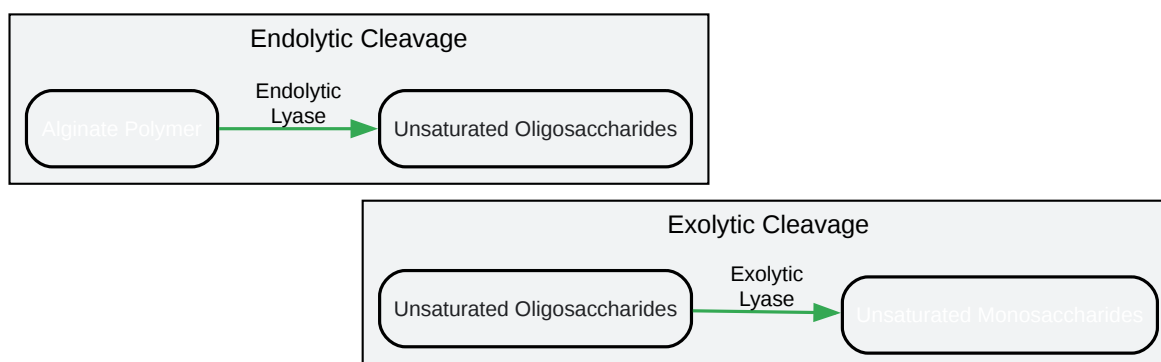 Endolytic Cleavage
Endolytic
Lyase
Alginate Polymer
Unsaturated Oligosaccharides
Exolytic Cleavage
Exolytic
Lyase
Unsaturated Oligosaccharides
Unsaturated Monosaccharides